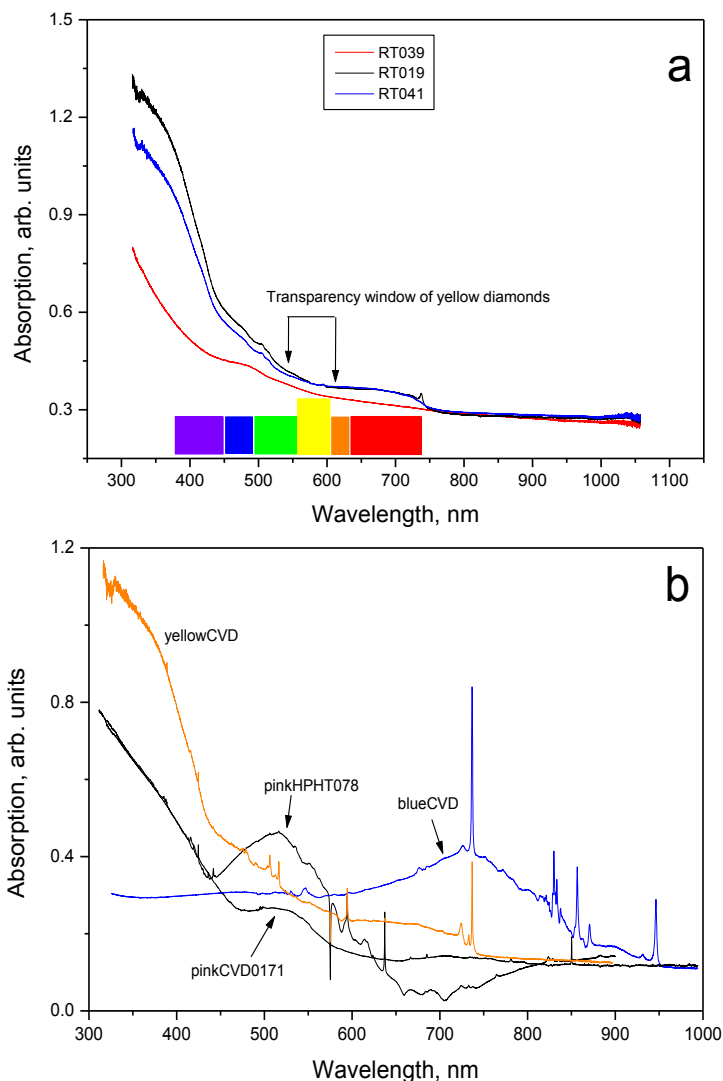 a
RT039
RT019
RT041
Transparency window of yellow diamonds
Absorption, arb. units
1.5
1.2
0.9
0.6
0.3
300 400 500 600 700 800 900 1000 1100
Wavelength, nm
b
yellowCVD
pinkHPHT078
blueCVD
pinkCVD0171
Absorption, arb. units
1.2
0.8
0.4
0.0
300 400 500 600 700 800 900 1000
Wavelength, nm